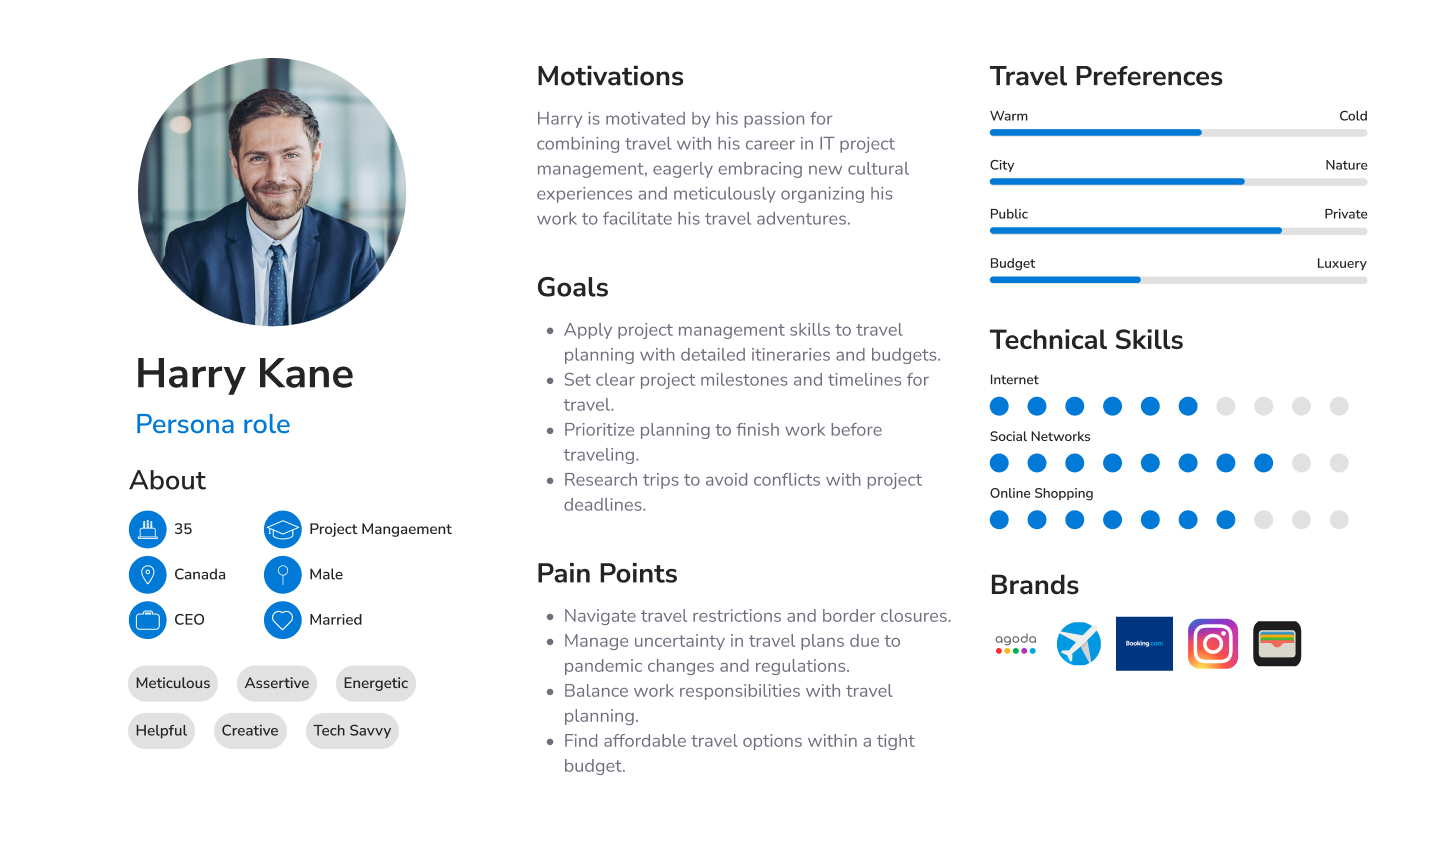 Harry Kane
Persona role
About
35
Project Mangaement
Canada
Male
CEO
Married
Meticulous
Assertive
Energetic
Helpful
Creative
Tech Savvy
Motivations
Harry is motivated by his passion for
combining travel with his career in IT project
management, eagerly embracing new cultural
experiences and meticulously organizing his
work to facilitate his travel adventures.
Goals
• Apply project management skills to travel
planning with detailed itineraries and budgets.
• Set clear project milestones and timelines for
travel.
• Prioritize planning to finish work before
traveling.
• Research trips to avoid conflicts with project
deadlines.
Pain Points
• Navigate travel restrictions and border closures.
• Manage uncertainty in travel plans due to
pandemic changes and regulations.
• Balance work responsibilities with travel
planning.
• Find affordable travel options within a tight
budget.
Travel Preferences
Warm Cold
City Nature
Public Private
Budget Luxuery
Technical Skills
Internet
Social Networks
Online Shopping
Brands
agoda
Booking.com